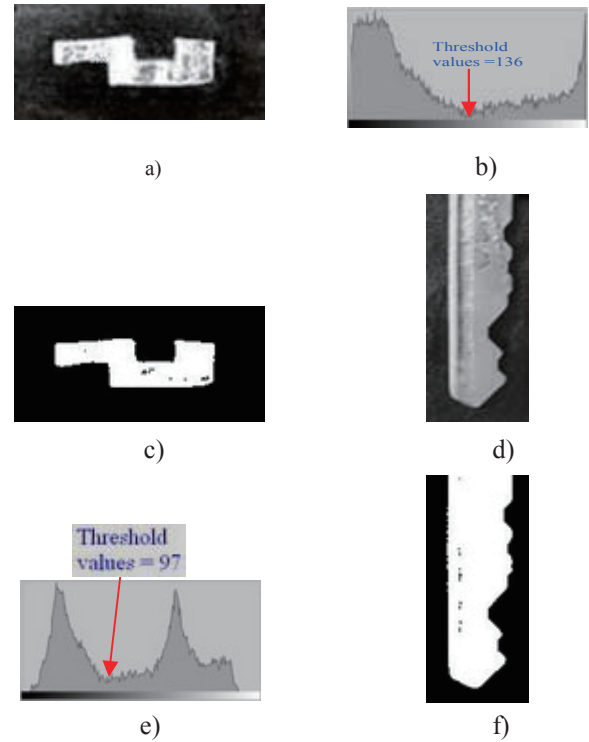 Threshold
values =136
a)
b)
c)
d)
Threshold
values = 97
e)
f)